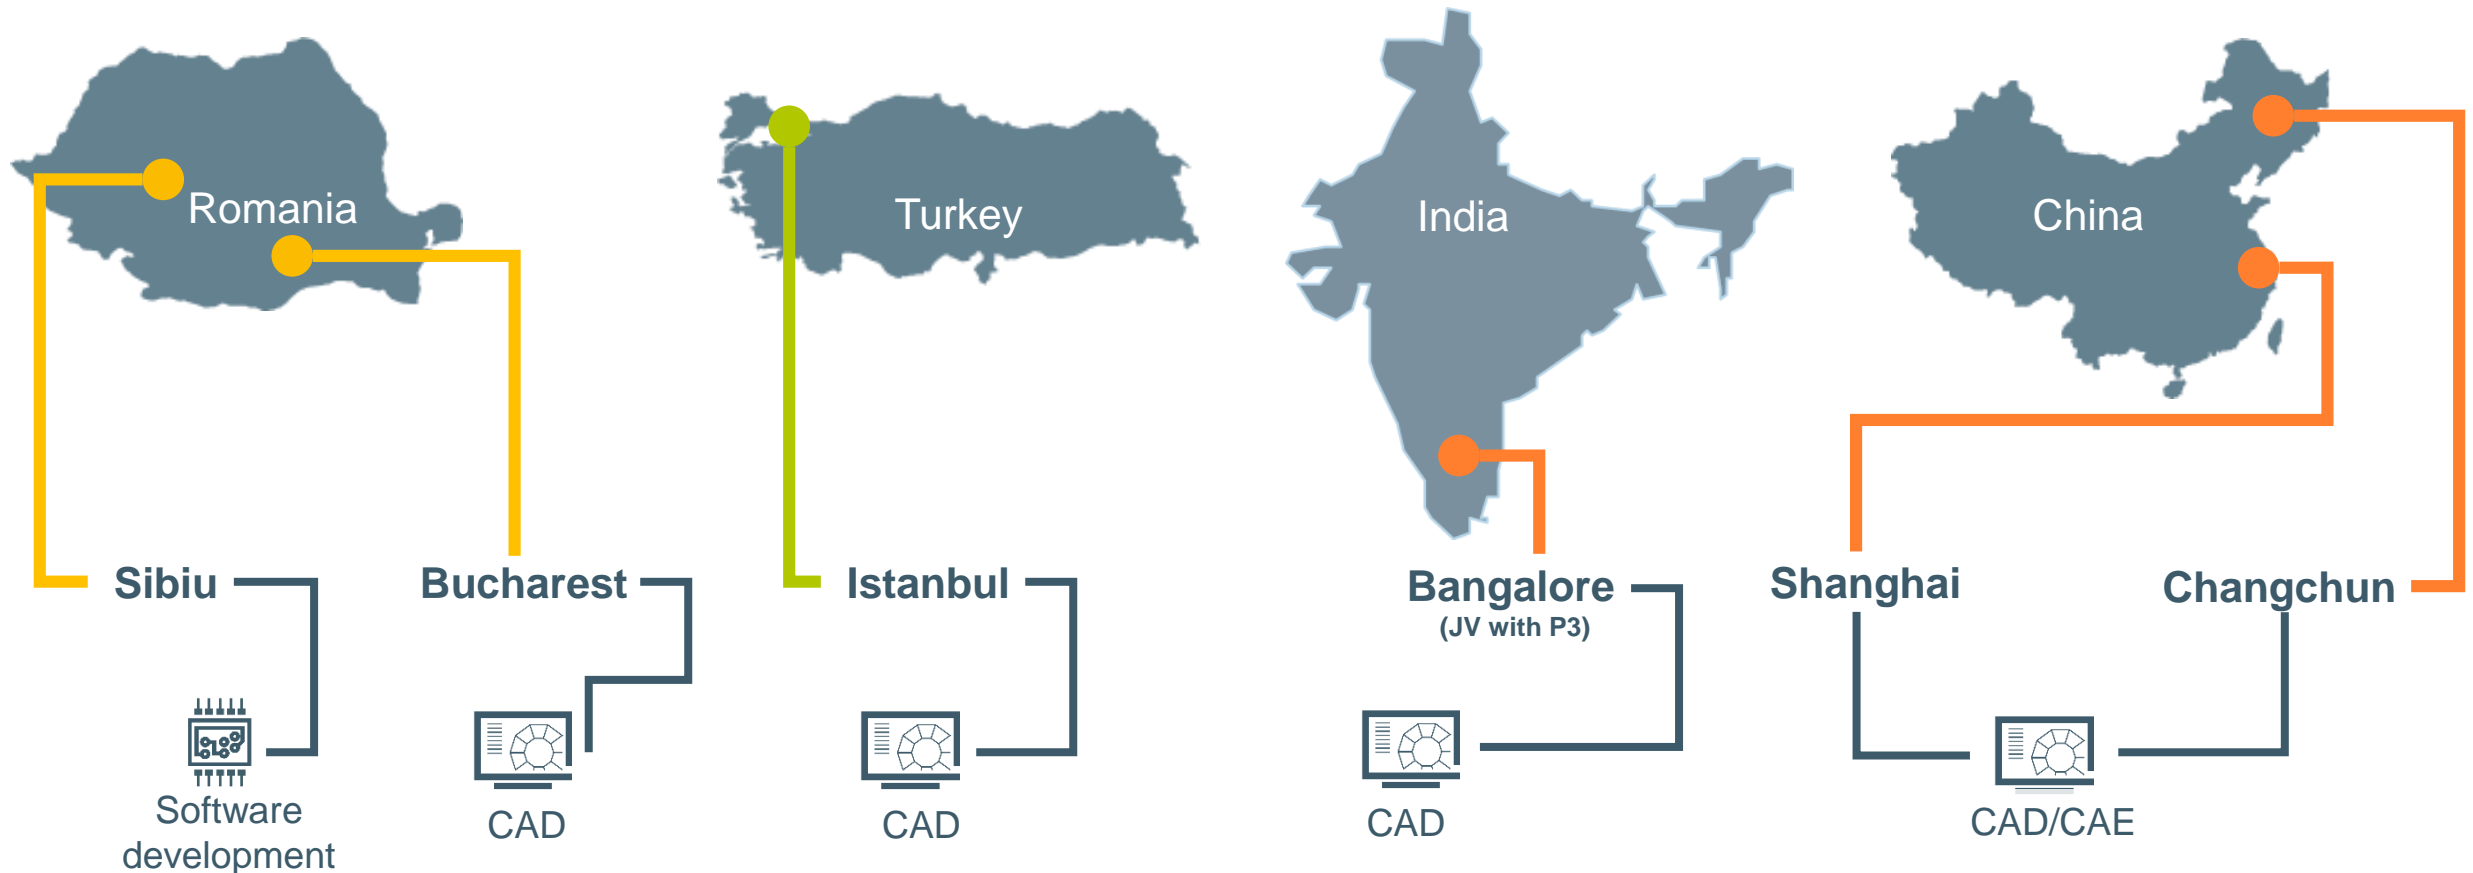 Romania
Turkey
India
China
Sibiu
Bucharest
Istanbul
Bangalore
(JV with P3)
Shanghai
Changchun
Software
development
CAD
CAD
CAD
CAD/CAE